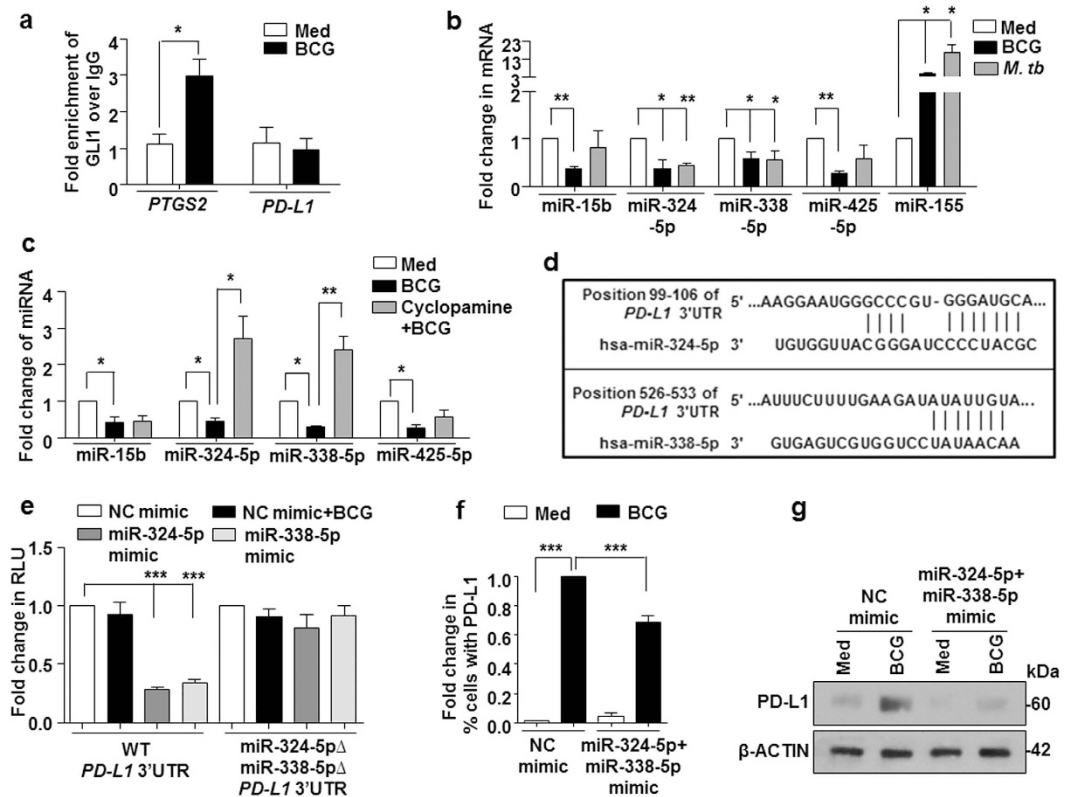 a
Fold enrichment of
GLI1 over IgG
4
3
2
1
0
*
Med
BCG
PTGS2
PD-L1
b
Fold change in mRNA
23
13
3
2
1
0
** * ** * * ** * *
Med
BCG
M. tb
miR-15b
miR-324
-5p
miR-338
-5p
miR-425
-5p
miR-155
c
Fold change of miRNA
4
3
2
1
0
* * * * ** *
Med
BCG
Cyclopamine
+BCG
miR-15b
miR-324-5p
miR-338-5p
miR-425-5p
d
Position 99-106 of
PD-L1 3'UTR
5' ...AAGGAAUGGGCCCGU-GGGAUGCA...
hsa-miR-324-5p 3' UGUGGUUACGGGAUCCCCUACGC
Position 526-533 of
PD-L1 3'UTR
5' ...AUUUCUUUUGAAGAUAUAUUGUA...
hsa-miR-338-5p 3' GUGAGUCGUGGUCCUAUAACAA
e
NC mimic
NC mimic+BCG
miR-324-5p
mimic
miR-338-5p
mimic
Fold change in RLU
1.5
1.0
0.5
0.0
*** ***
WT
PD-L1 3'UTR
miR-324-5pΔ
miR-338-5pΔ
PD-L1 3'UTR
f
Med
BCG
Fold change in
% cells with PD-L1
1.0
0.8
0.6
0.4
0.2
0.0
*** ***
NC
mimic
miR-324-5p+
miR-338-5p
mimic
g
NC
mimic
miR-324-5p+
miR-338-5p
mimic
Med
BCG
Med
BCG
kDa
PD-L1
-60
β-ACTIN
-42